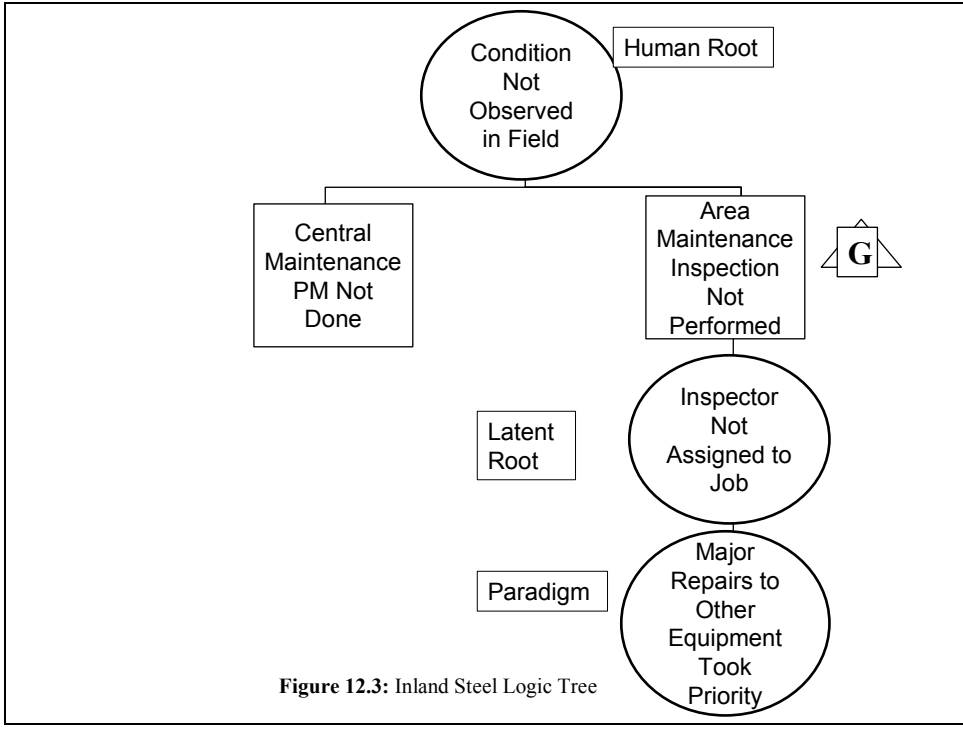 Condition
Not
Observed
in Field
Human Root
Central
Maintenance
PM Not
Done
Area
Maintenance
Inspection
Not
Performed
G
Inspector
Not
Assigned to
Job
Latent
Root
Major
Repairs to
Other
Equipment
Took
Priority
Paradigm
Figure 12.3: Inland Steel Logic Tree